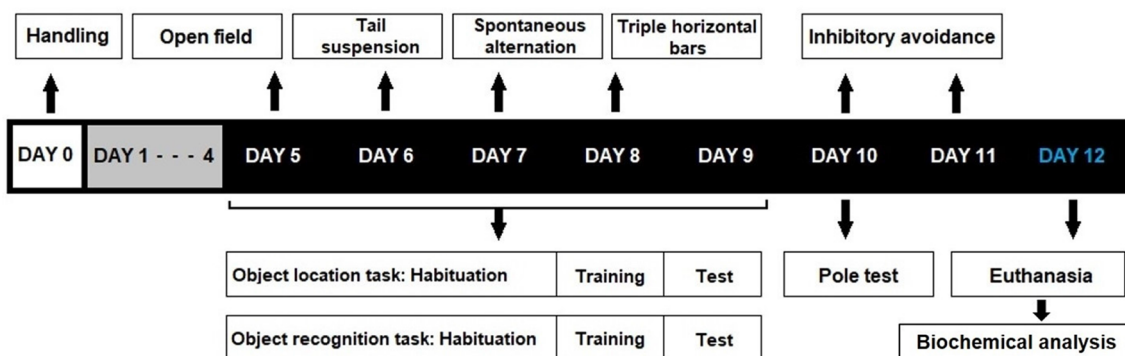 Handling
Open field
Tail
suspension
Spontaneous
alternation
Triple horizontal
bars
Inhibitory avoidance
DAY 0
DAY 1 - - - 4
DAY 5
DAY 6
DAY 7
DAY 8
DAY 9
DAY 10
DAY 11
DAY 12
Object location task: Habituation
Training
Test
Pole test
Euthanasia
Object recognition task: Habituation
Training
Test
Biochemical analysis